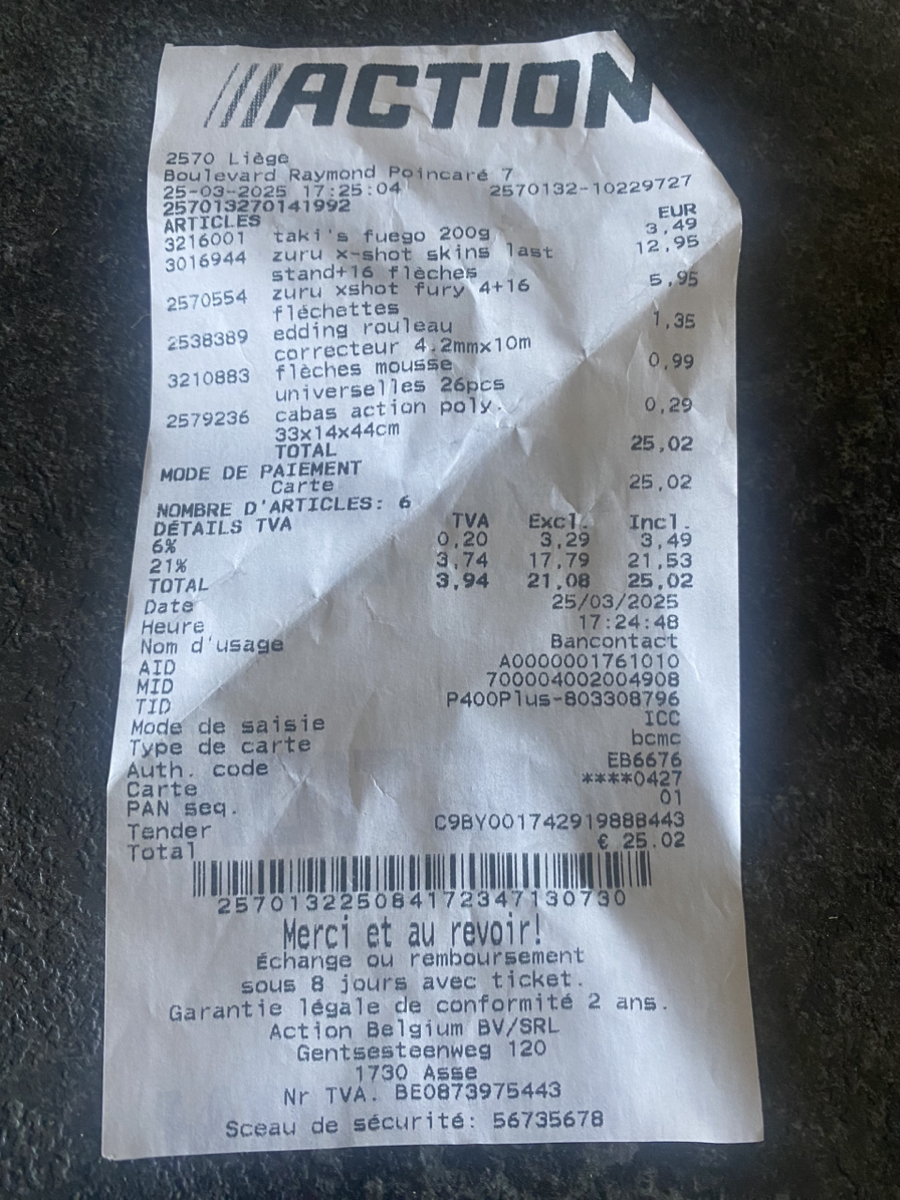 ///ACTION
2570 Liège
Boulevard Raymond Poincaré 7
25-03-2025 17:25:04 2570132-10229727
257013270141992
ARTICLES EUR
3216001 taki's fuego 200g 3,49
3016944 zuru x-shot skins last 12,95
stand+16 flèches
2570554 zuru xshot fury 4+16 5,95
fléchettes
2538389 edding rouleau 1,35
correcteur 4.2mmx10m
3210883 flèches mousse 0,99
universelles 26pcs
2579236 cabas action poly. 0,29
33x14x44cm
TOTAL 25,02
MODE DE PAIEMENT
Carte 25,02
NOMBRE D'ARTICLES: 6
DÉTAILS TVA TVA Excl. Incl.
6% 0,20 3,29 3,49
21% 3,74 17,79 21,53
TOTAL 3,94 21,08 25,02
Date 25/03/2025
Heure 17:24:48
Nom d'usage Bancontact
AID A0000001761010
MID 700004002004908
TID P400Plus-803308796
Mode de saisie ICC
Type de carte bcmc
Auth. code EB6676
Carte ****0427
PAN seq. 01
Tender C9BY001742919888443
Total € 25.02
257013225084172347130730
Merci et au revoir!
Échange ou remboursement
sous 8 jours avec ticket.
Garantie légale de conformité 2 ans.
Action Belgium BV/SRL
Gentsesteenweg 120
1730 Asse
Nr TVA. BE0873975443
Sceau de sécurité: 56735678